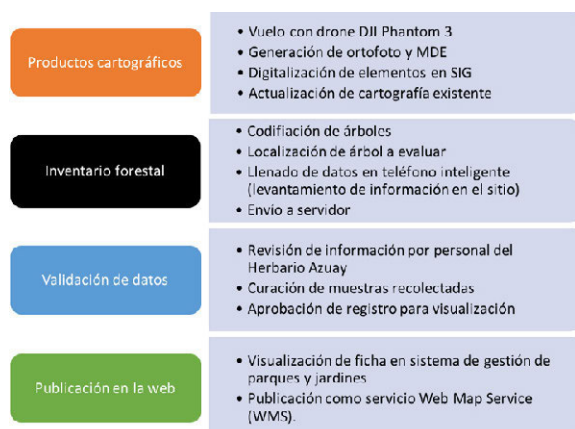 Productos cartográficos
• Vuelo con drone DJI Phantom 3
• Generación de ortofoto y MDE
• Digitalización de elementos en SIG
• Actualización de cartografía existente
Inventario forestal
• Codifiación de árboles
• Localización de árbol a evaluar
• Llenado de datos en teléfono inteligente
(levantamiento de información en el sitio)
• Envío a servidor
Validación de datos
• Revisión de información por personal del
Herbario Azuay
• Curación de muestras recolectadas
• Aprobación de registro para visualización
Publicación en la web
• Visualización de ficha en sistema de gestión de
parques y jardines
• Publicación como servicio Web Map Service
(WMS).